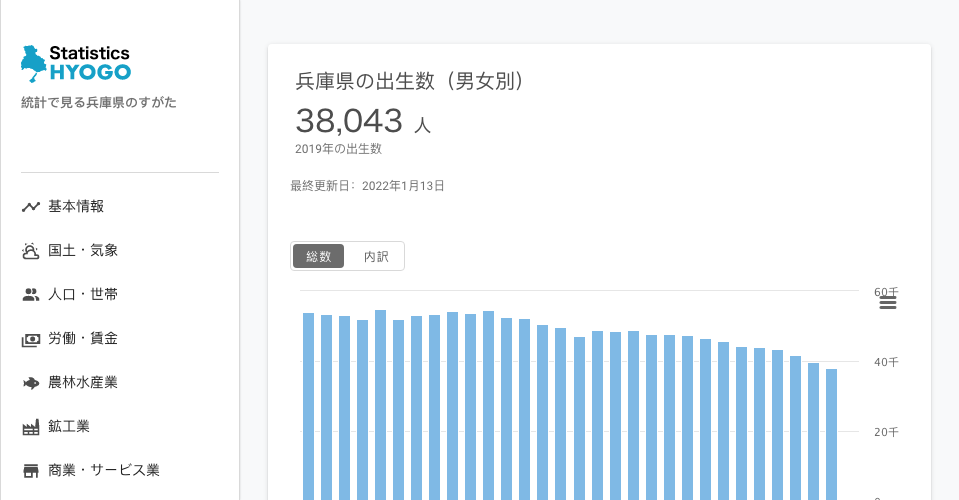 Statistics
HYOGO
統計で見る兵庫県のすがた
基本情報
国土・気象
人口・世帯
労働・賃金
農林水産業
鉱工業
商業・サービス業
兵庫県の出生数（男女別）
38,043 人
2019年の出生数
最終更新日： 2022年1月13日
総数 内訳
60千
40千
20千